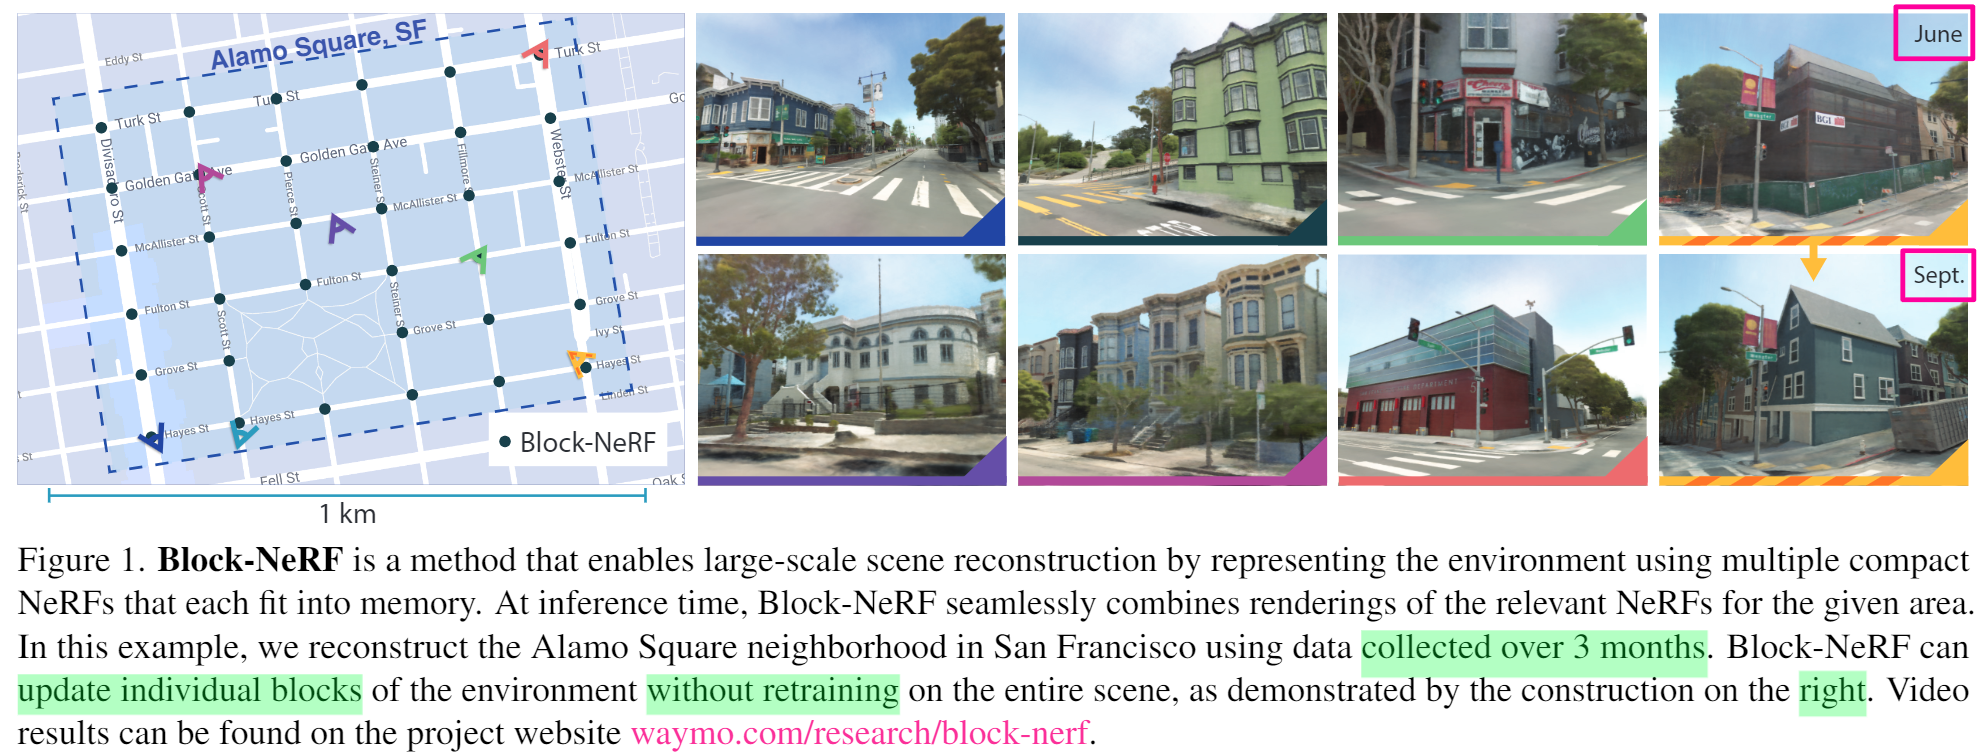 Alamo Square, SF
Eddy St
Turk St
Turk St
Turk St
Divisadero St
Golden Gate Ave
Golden Gate Ave
Scott St
Pierce St
Steiner St
Fillmore St
Webster St
McAllister St
McAllister St
McAllister St
Fulton St
Fulton St
Fulton St
Scott St
Steiner St
Grove St
Grove St
Grove St
Ivy St
Hayes St
Hayes St
Hayes St
Linden St
Fell St
Oak S
Go
St
Block-NeRF
1 km
June
BGI
Sept.
Figure 1. Block-NeRF is a method that enables large-scale scene reconstruction by representing the environment using multiple compact
NeRFs that each fit into memory. At inference time, Block-NeRF seamlessly combines renderings of the relevant NeRFs for the given area.
In this example, we reconstruct the Alamo Square neighborhood in San Francisco using data collected over 3 months. Block-NeRF can
update individual blocks of the environment without retraining on the entire scene, as demonstrated by the construction on the right. Video
results can be found on the project website waymo.com/research/block-nerf.